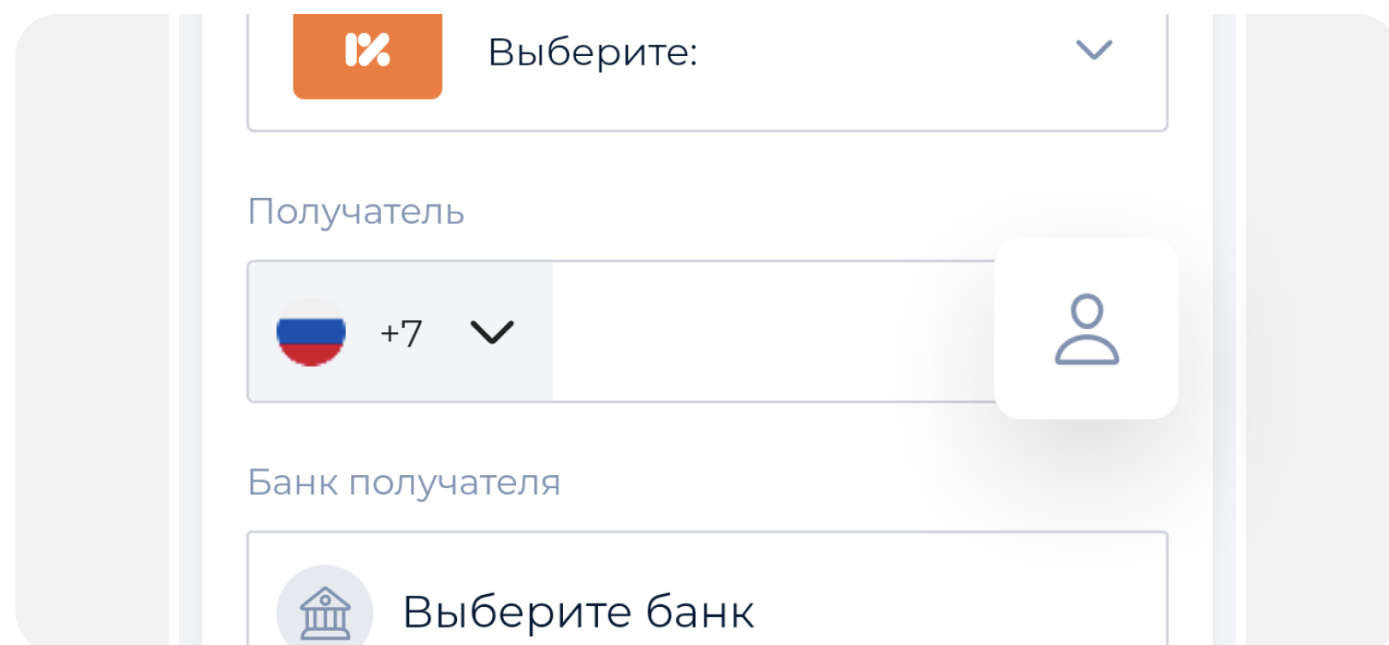 Выберите:
Получатель
+7
Банк получателя
Выберите банк